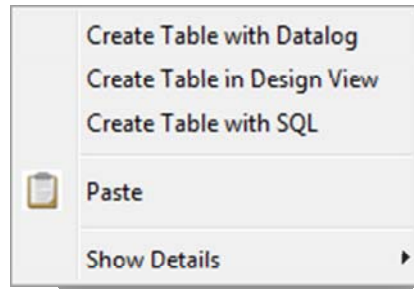 Create Table with Datalog
Create Table in Design View
Create Table with SQL
Paste
Show Details